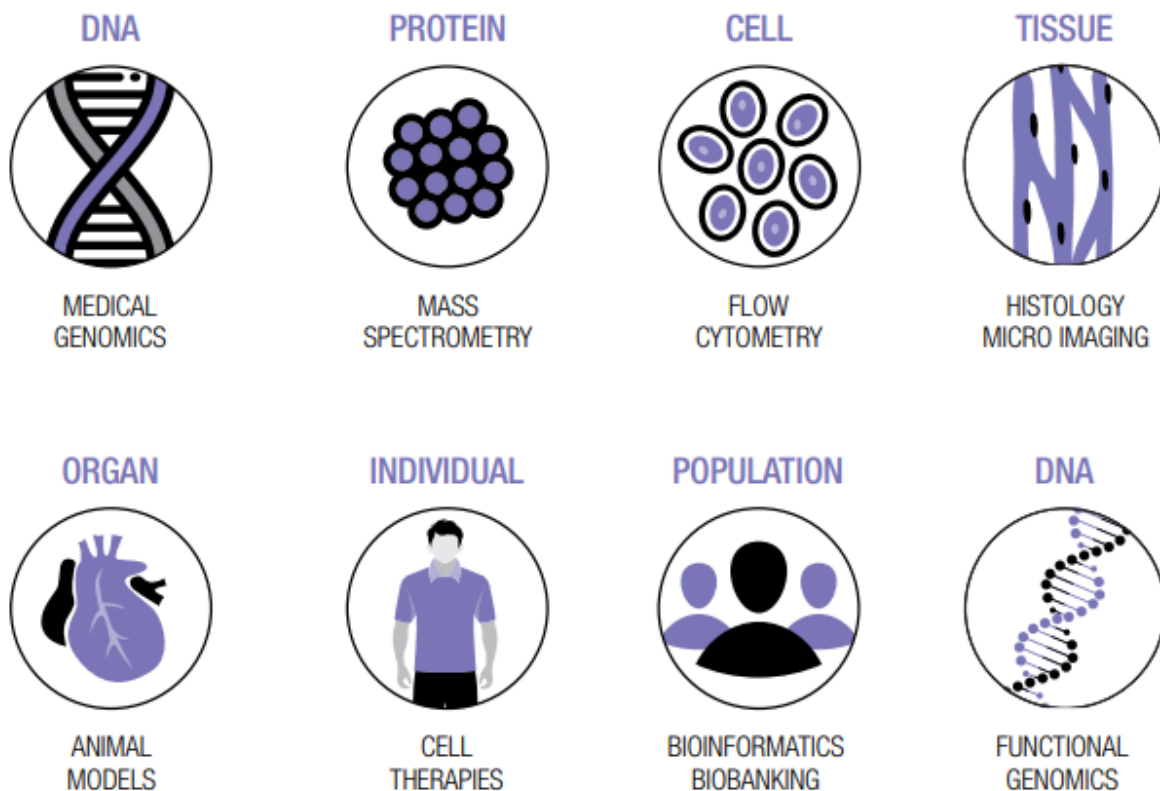 DNA
PROTEIN
CELL
TISSUE
MEDICAL
GENOMICS
MASS
SPECTROMETRY
FLOW
CYTOMETRY
HISTOLOGY
MICRO IMAGING
ORGAN
INDIVIDUAL
POPULATION
DNA
ANIMAL
MODELS
CELL
THERAPIES
BIOINFORMATICS
BIOBANKING
FUNCTIONAL
GENOMICS